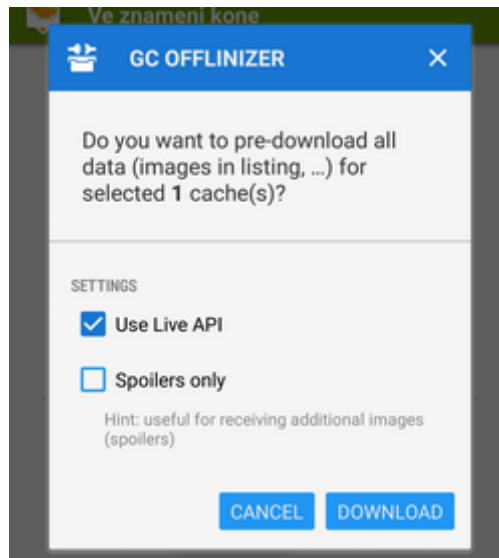 Ve znamení kone
GC OFFLINIZER
Do you want to pre-download all
data (images in listing, ...) for
selected 1 cache(s)?
SETTINGS
Use Live API
Spoilers only
Hint: useful for receiving additional images
(spoilers)
CANCEL DOWNLOAD